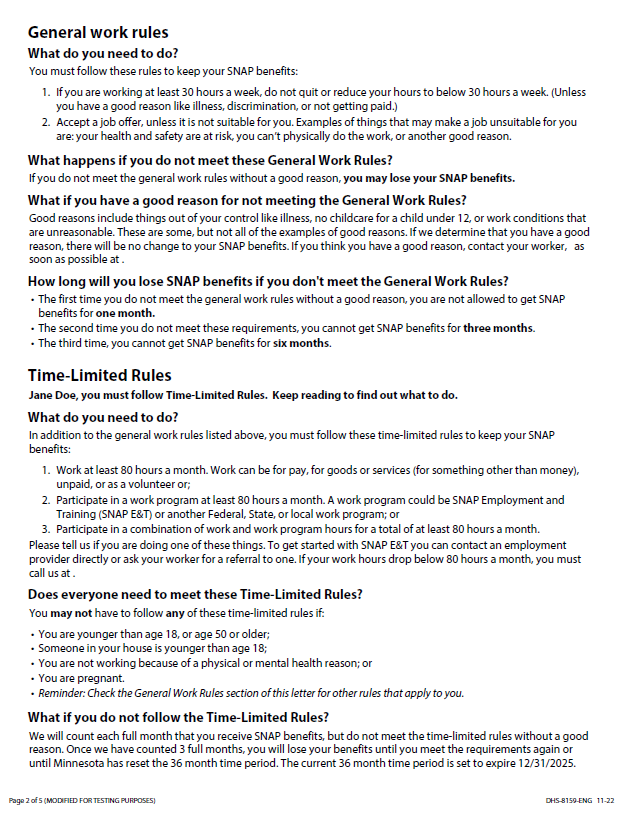 General work rules
What do you need to do?
You must follow these rules to keep your SNAP benefits:
1. If you are working at least 30 hours a week, do not quit or reduce your hours to below 30 hours a week. (Unless
you have a good reason like illness, discrimination, or not getting paid.)
2. Accept a job offer, unless it is not suitable for you. Examples of things that may make a job unsuitable for you
are: your health and safety are at risk, you can't physically do the work, or another good reason.
What happens if you do not meet these General Work Rules?
If you do not meet the general work rules without a good reason, you may lose your SNAP benefits.
What if you have a good reason for not meeting the General Work Rules?
Good reasons include things out of your control like illness, no childcare for a child under 12, or work conditions that
are unreasonable. These are some, but not all of the examples of good reasons. If we determine that you have a good
reason, there will be no change to your SNAP benefits. If you think you have a good reason, contact your worker, as
soon as possible at .
How long will you lose SNAP benefits if you don't meet the General Work Rules?
• The first time you do not meet the general work rules without a good reason, you are not allowed to get SNAP
benefits for one month.
• The second time you do not meet these requirements, you cannot get SNAP benefits for three months.
• The third time, you cannot get SNAP benefits for six months.
Time-Limited Rules
Jane Doe, you must follow Time-Limited Rules. Keep reading to find out what to do.
What do you need to do?
In addition to the general work rules listed above, you must follow these time-limited rules to keep your SNAP
benefits:
1. Work at least 80 hours a month. Work can be for pay, for goods or services (for something other than money),
unpaid, or as a volunteer or;
2. Participate in a work program at least 80 hours a month. A work program could be SNAP Employment and
Training (SNAP E&T) or another Federal, State, or local work program; or
3. Participate in a combination of work and work program hours for a total of at least 80 hours a month.
Please tell us if you are doing one of these things. To get started with SNAP E&T you can contact an employment
provider directly or ask your worker for a referral to one. If your work hours drop below 80 hours a month, you must
call us at .
Does everyone need to meet these Time-Limited Rules?
You may not have to follow any of these time-limited rules if:
• You are younger than age 18, or age 50 or older;
• Someone in your house is younger than age 18;
• You are not working because of a physical or mental health reason; or
• You are pregnant.
• Reminder: Check the General Work Rules section of this letter for other rules that apply to you.
What if you do not follow the Time-Limited Rules?
We will count each full month that you receive SNAP benefits, but do not meet the time-limited rules without a good
reason. Once we have counted 3 full months, you will lose your benefits until you meet the requirements again or
until Minnesota has reset the 36 month time period. The current 36 month time period is set to expire 12/31/2025.
Page 2 of 5 (MODIFIED FOR TESTING PURPOSES) DHS-8159-ENG 11-22